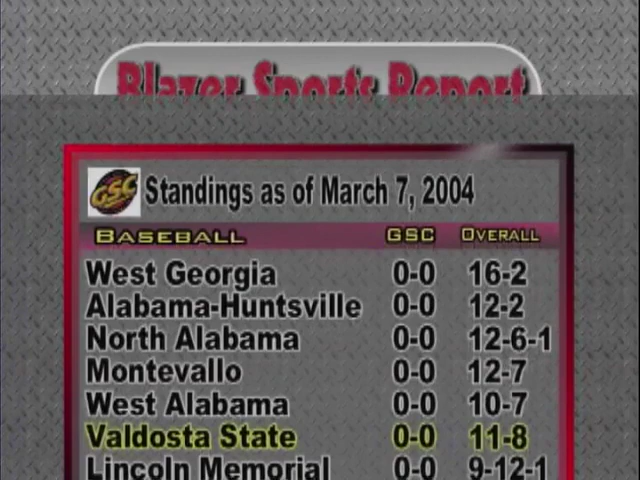 Blazer Sports Report
GSC Standings as of March 7, 2004
BASEBALL GSC OVERALL
West Georgia 0-0 16-2
Alabama-Huntsville 0-0 12-2
North Alabama 0-0 12-6-1
Montevallo 0-0 12-7
West Alabama 0-0 10-7
Valdosta State 0-0 11-8
Lincoln Memorial 0-0 9-12-1